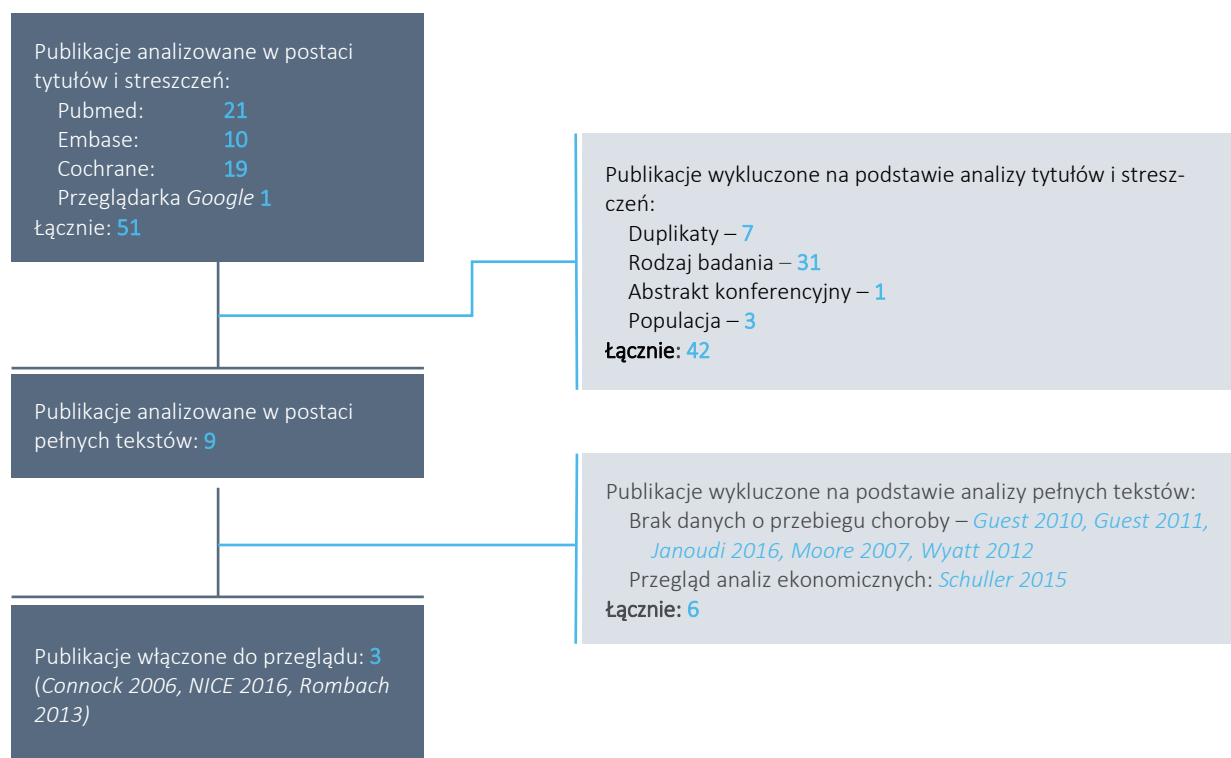 Publikacje analizowane w postaci
tytułów i streszczeń:
Pubmed: 21
Embase: 10
Cochrane: 19
Przeglądarka Google 1
Łącznie: 51
Publikacje wykluczone na podstawie analizy tytułów i stresz-
czeń:
Duplikaty – 7
Rodzaj badania – 31
Abstrakt konferencyjny – 1
Populacja – 3
Łącznie: 42
Publikacje analizowane w postaci
pełnych tekstów: 9
Publikacje wykluczone na podstawie analizy pełnych tekstów:
Brak danych o przebiegu choroby – Guest 2010, Guest 2011,
Janoudi 2016, Moore 2007, Wyatt 2012
Przegląd analiz ekonomicznych: Schuller 2015
Łącznie: 6
Publikacje włączone do przeglądu: 3
(Connock 2006, NICE 2016, Rombach
2013)